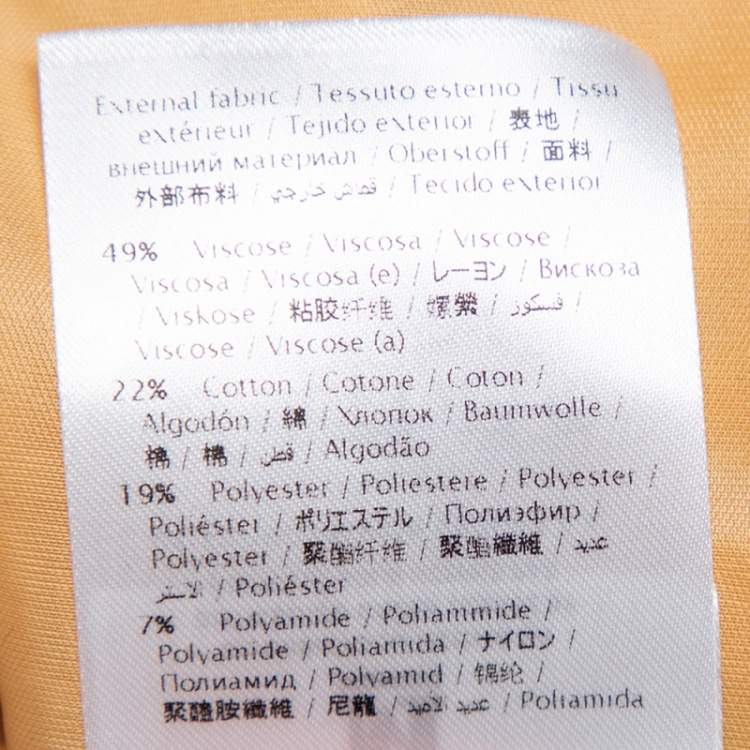 External fabric / Tessuto esterno / Tissu
extérieur / Tejido exterior / 表地 /
внешний материал / Oberstoff / 面料 /
外部布料 / قماش خارجي / Tecido exterior
49% Viscose / Viscosa / Viscose /
Viscosa / Viscosa (e) / レーヨン / Вискоза
/ Viskose / 粘胶纤维 / 嫘縈 / فسكوز /
Viscose / Viscose (a)
22% Cotton / Cotone / Coton /
Algodón / 綿 / Хлопок / Baumwolle /
棉 / 棉 / قطن / Algodão
19% Polyester / Poliestere / Polyester /
Poliéster / ポリエステル / Полиэфир /
Polyester / 聚酯纤维 / 聚酯纖維 / عديد
الاستر / Poliéster
7% Polyamide / Poliammide /
Polyamide / Poliamida / ナイロン /
Полиамид / Polyamid / 锦纶 /
聚醯胺纖維 / 尼龍 / عديد الأميد / Poliamida